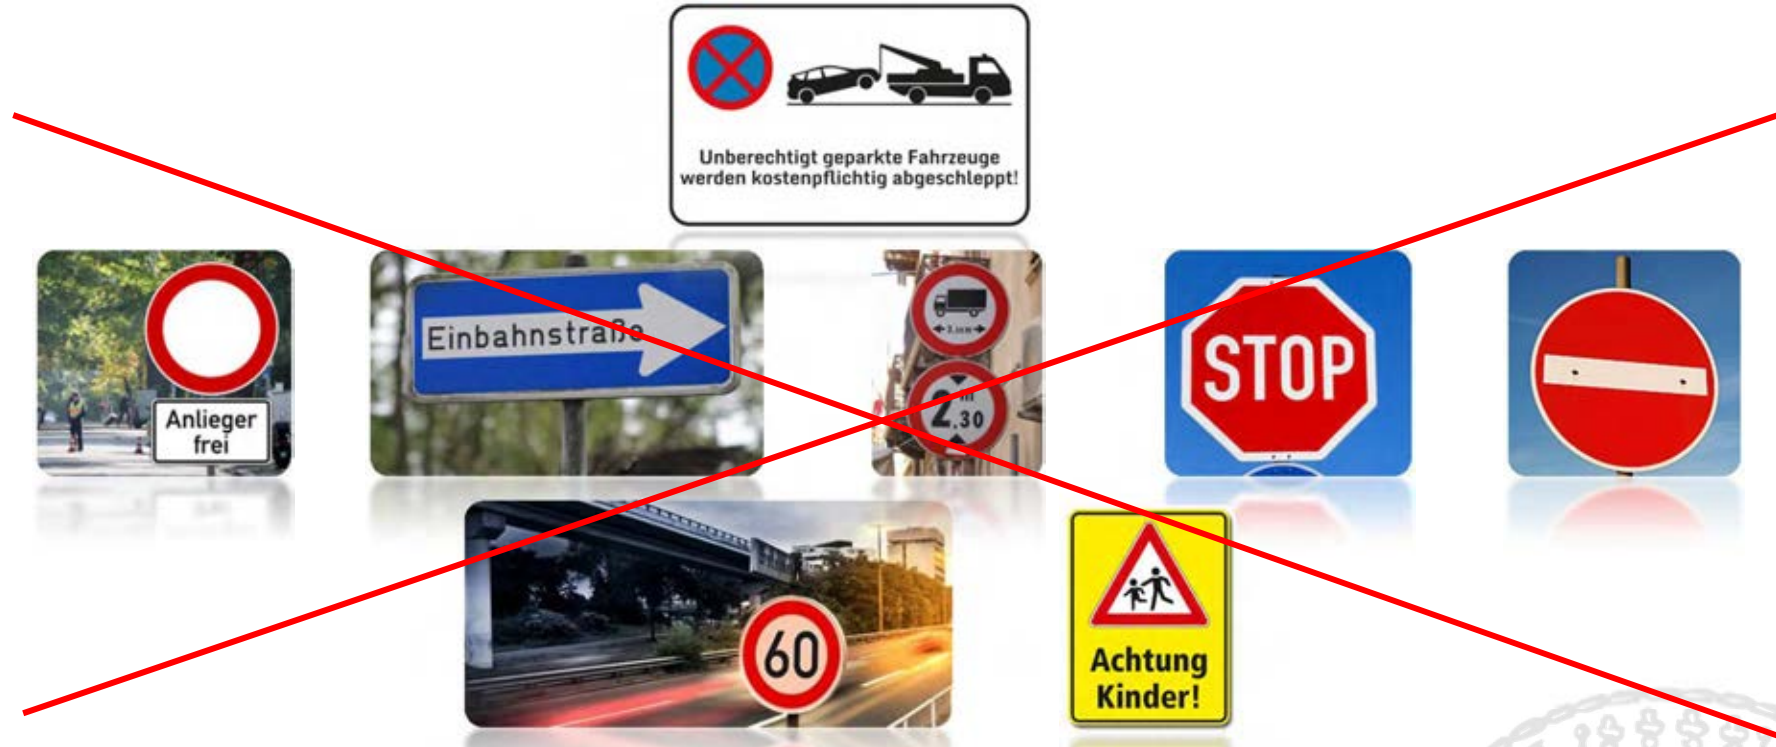 Unberechtigt geparkte Fahrzeuge
werden kostenpflichtig abgeschleppt!
Anlieger
frei
Einbahnstraße
2 m
.30
STOP
60
Achtung
Kinder!